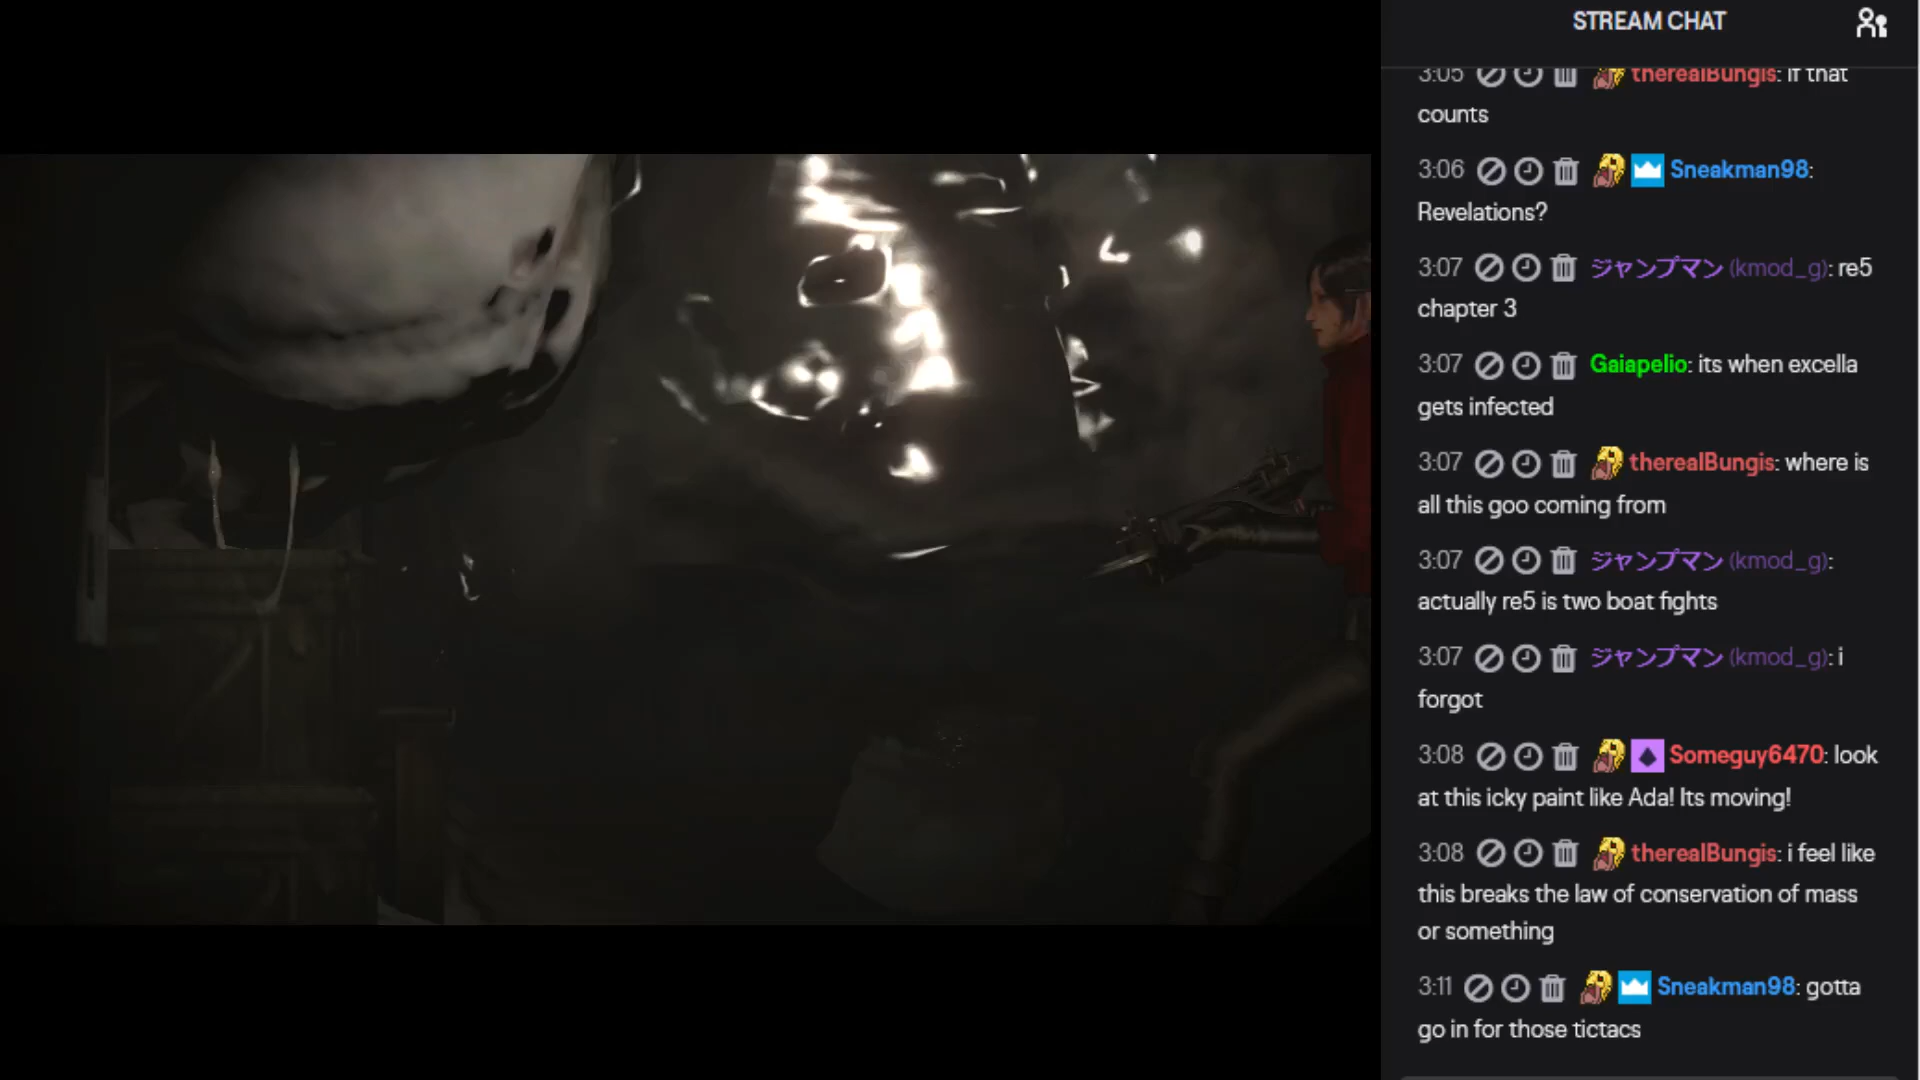 STREAM CHAT
3:05 therealBungis: if that
counts
3:06 Sneakman98:
Revelations?
3:07 ジャンプマン (kmod_g): re5
chapter 3
3:07 Gaiapelio: its when excella
gets infected
3:07 therealBungis: where is
all this goo coming from
3:07 ジャンプマン (kmod_g):
actually re5 is two boat fights
3:07 ジャンプマン (kmod_g): i
forgot
3:08 Someguy6470: look
at this icky paint like Ada! Its moving!
3:08 therealBungis: i feel like
this breaks the law of conservation of mass
or something
3:11 Sneakman98: gotta
go in for those tictacs